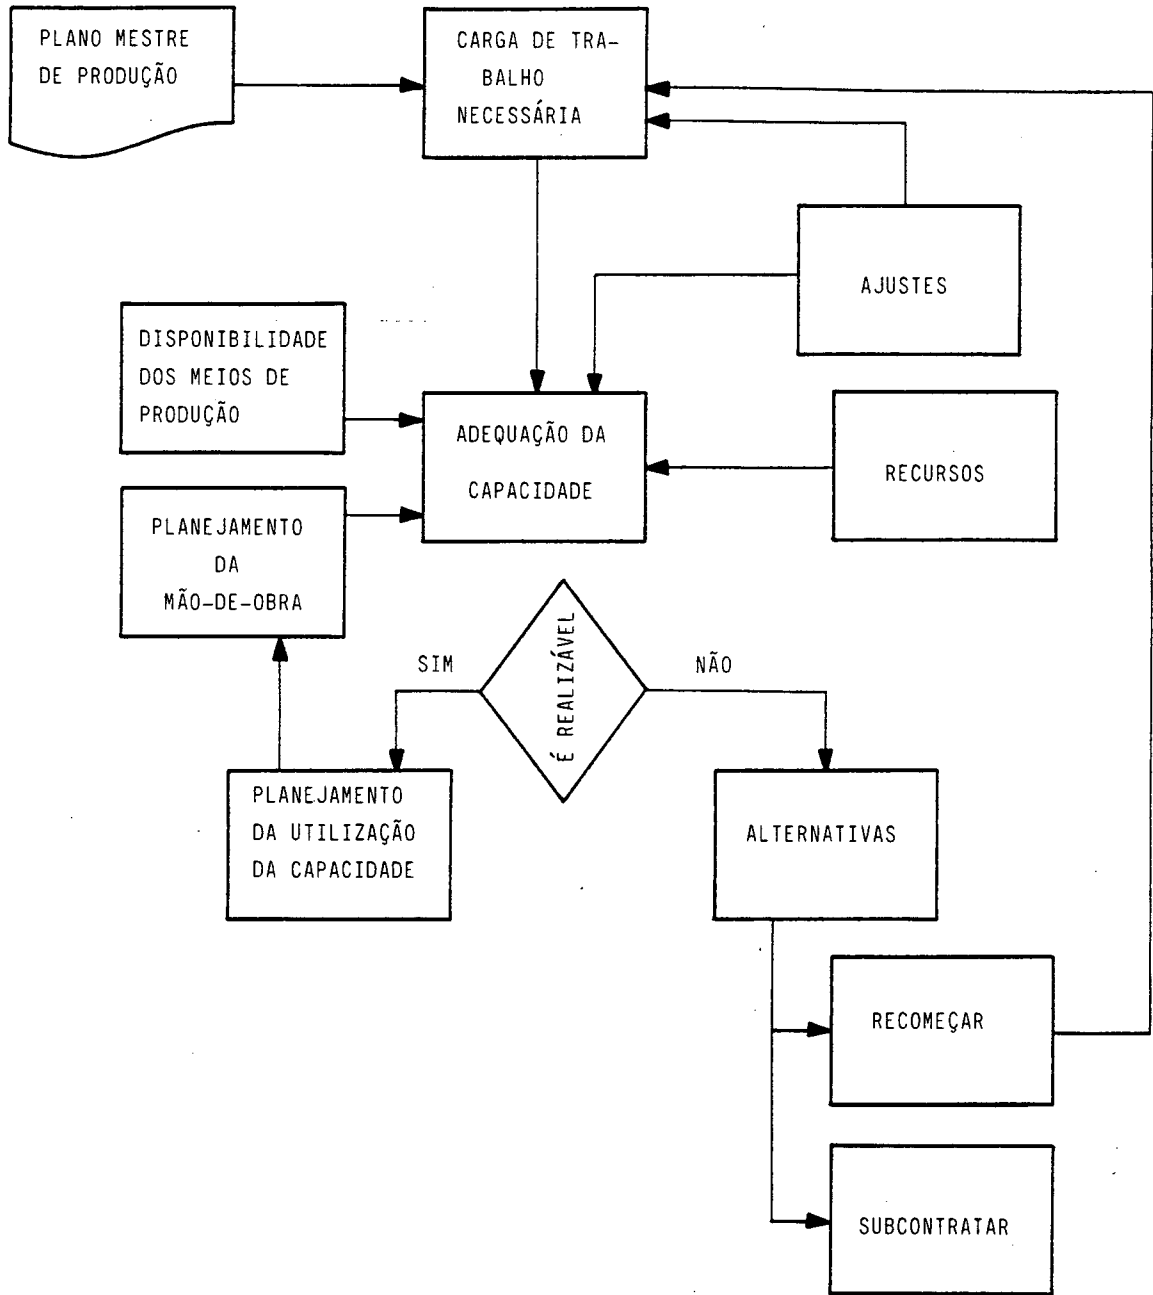 PLANO MESTRE
DE PRODUÇÃO
CARGA DE TRA-
BALHO
NECESSÁRIA
AJUSTES
DISPONIBILIDADE
DOS MEIOS DE
PRODUÇÃO
ADEQUAÇÃO DA
CAPACIDADE
RECURSOS
PLANEJAMENTO
DA
MÃO-DE-OBRA
SIM
É REALIZÁVEL
NÃO
PLANEJAMENTO
DA UTILIZAÇÃO
DA CAPACIDADE
ALTERNATIVAS
RECOMEÇAR
SUBCONTRATAR